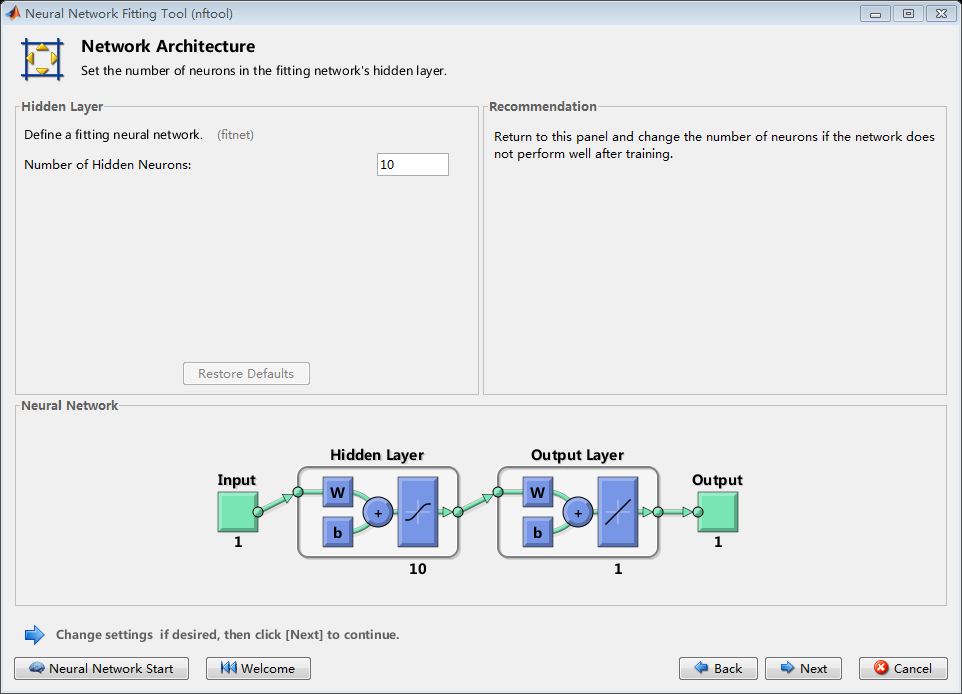 Neural Network Fitting Tool (nftool)
Network Architecture
Set the number of neurons in the fitting network's hidden layer.
Hidden Layer
Define a fitting neural network. (fitnet)
Number of Hidden Neurons: 10
Restore Defaults
Recommendation
Return to this panel and change the number of neurons if the network does
not perform well after training.
Neural Network
Hidden Layer Output Layer
Input Output
W W
b b
+ +
1 1
10 1
Change settings if desired, then click [Next] to continue.
Neural Network Start Welcome Back Next Cancel